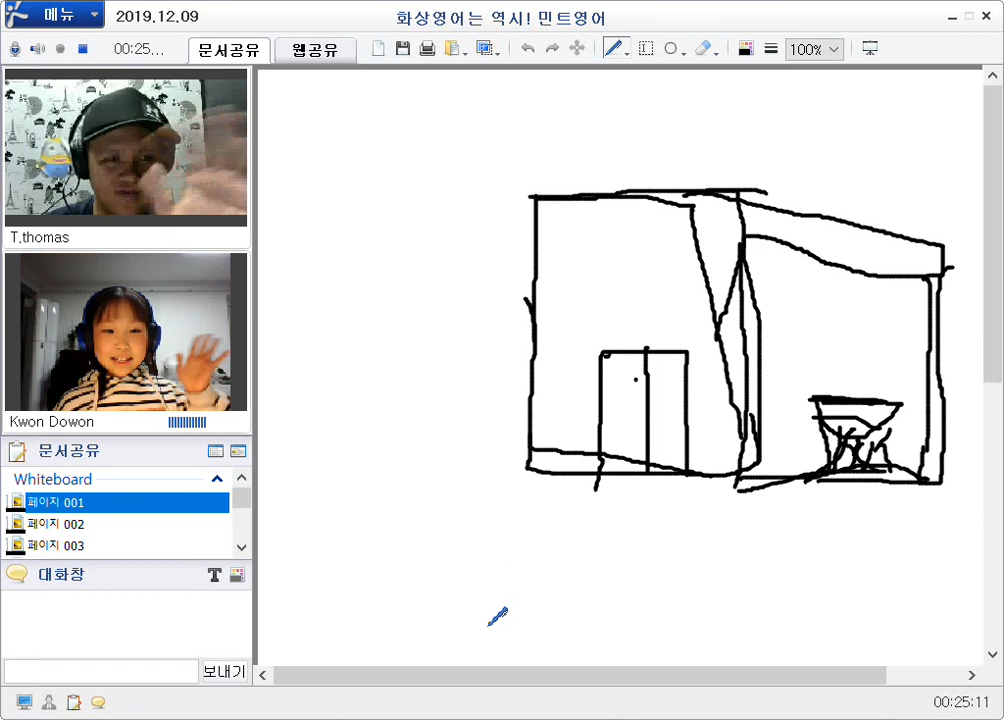 메뉴
2019.12.09
화상영어는 역시! 민트영어
00:25...
문서공유
웹공유
100%
T.thomas
Kwon Dowon
문서공유
Whiteboard
페이지 001
페이지 002
페이지 003
대화창
T
보내기
00:25:11